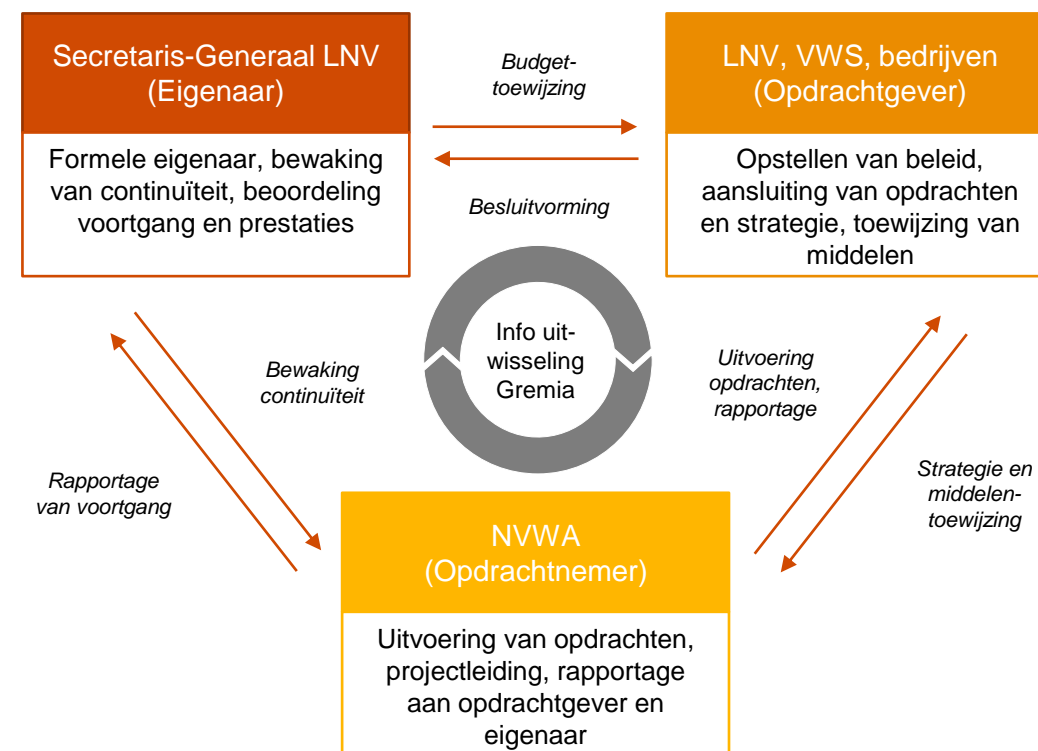 Secretaris-Generaal LNV
(Eigenaar)
Formele eigenaar, bewaking
van continuïteit, beoordeling
voortgang en prestaties
Budget-
toewijzing
Besluitvorming
LNV, VWS, bedrijven
(Opdrachtgever)
Opstellen van beleid,
aansluiting van opdrachten
en strategie, toewijzing van
middelen
Info uit-
wisseling
Gremia
Bewaking
continuïteit
Rapportage
van voortgang
Uitvoering
opdrachten,
rapportage
Strategie en
middelen-
toewijzing
NVWA
(Opdrachtnemer)
Uitvoering van opdrachten,
projectleiding, rapportage
aan opdrachtgever en
eigenaar